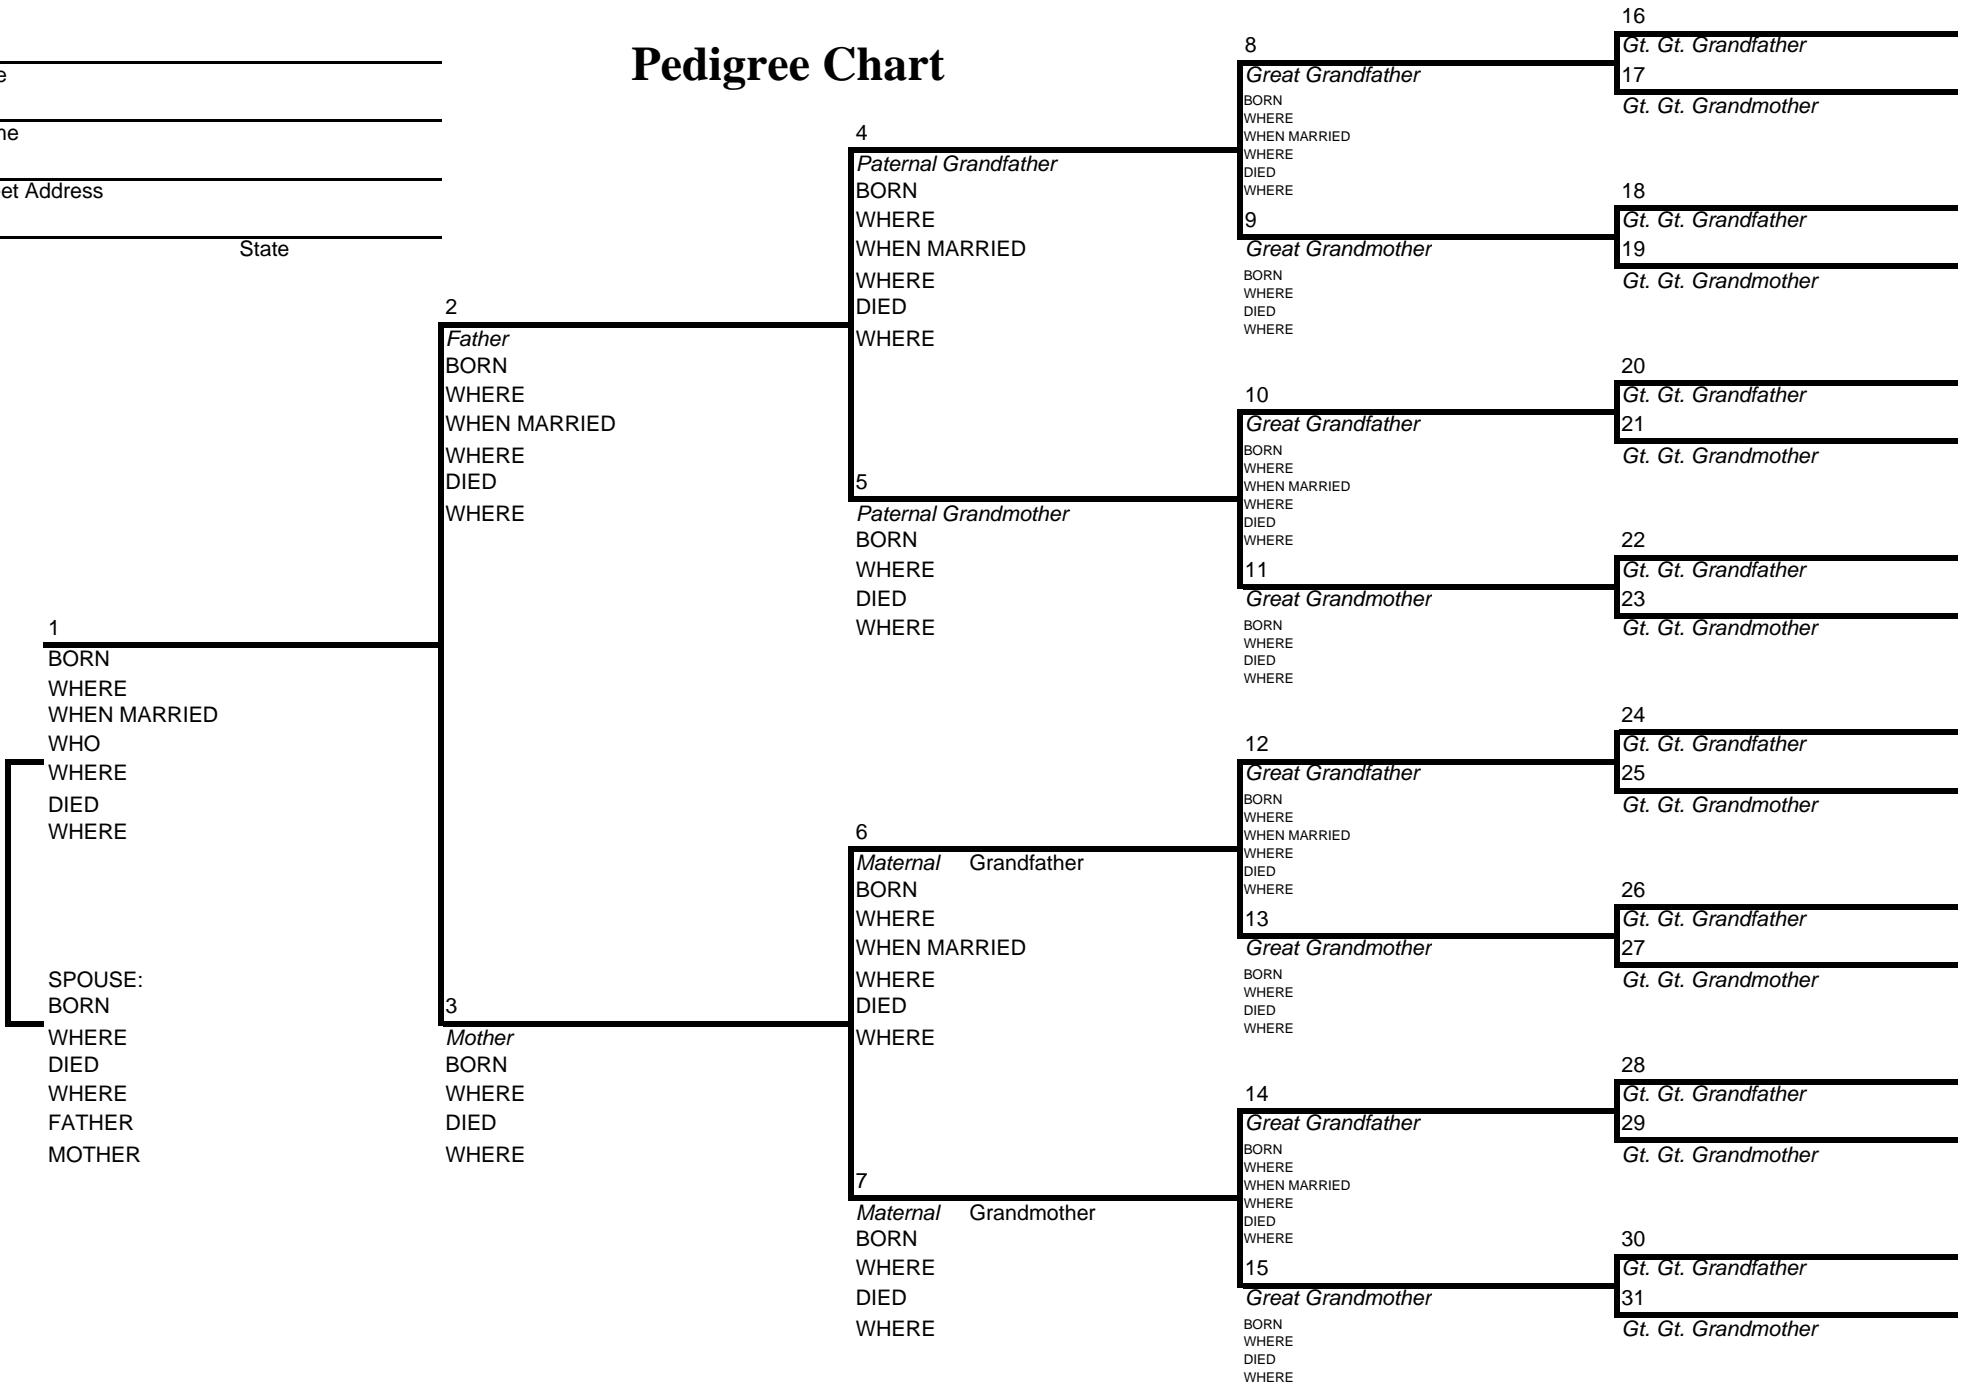 Pedigree Chart
e
ne
et Address
State
1
BORN
WHERE
WHEN MARRIED
WHO
WHERE
DIED
WHERE
SPOUSE:
BORN
WHERE
DIED
WHERE
FATHER
MOTHER
2
Father
BORN
WHERE
WHEN MARRIED
WHERE
DIED
WHERE
3
Mother
BORN
WHERE
DIED
WHERE
4
Paternal Grandfather
BORN
WHERE
WHEN MARRIED
WHERE
DIED
WHERE
5
Paternal Grandmother
BORN
WHERE
DIED
WHERE
6
Maternal Grandfather
BORN
WHERE
WHEN MARRIED
WHERE
DIED
WHERE
7
Maternal Grandmother
BORN
WHERE
DIED
WHERE
8
Great Grandfather
BORN
WHERE
WHEN MARRIED
WHERE
DIED
WHERE
9
Great Grandmother
BORN
WHERE
DIED
WHERE
10
Great Grandfather
BORN
WHERE
WHEN MARRIED
WHERE
DIED
WHERE
11
Great Grandmother
BORN
WHERE
DIED
WHERE
12
Great Grandfather
BORN
WHERE
WHEN MARRIED
WHERE
DIED
WHERE
13
Great Grandmother
BORN
WHERE
DIED
WHERE
14
Great Grandfather
BORN
WHERE
WHEN MARRIED
WHERE
DIED
WHERE
15
Great Grandmother
BORN
WHERE
DIED
WHERE
16
Gt. Gt. Grandfather
17
Gt. Gt. Grandmother
18
Gt. Gt. Grandfather
19
Gt. Gt. Grandmother
20
Gt. Gt. Grandfather
21
Gt. Gt. Grandmother
22
Gt. Gt. Grandfather
23
Gt. Gt. Grandmother
24
Gt. Gt. Grandfather
25
Gt. Gt. Grandmother
26
Gt. Gt. Grandfather
27
Gt. Gt. Grandmother
28
Gt. Gt. Grandfather
29
Gt. Gt. Grandmother
30
Gt. Gt. Grandfather
31
Gt. Gt. Grandmother